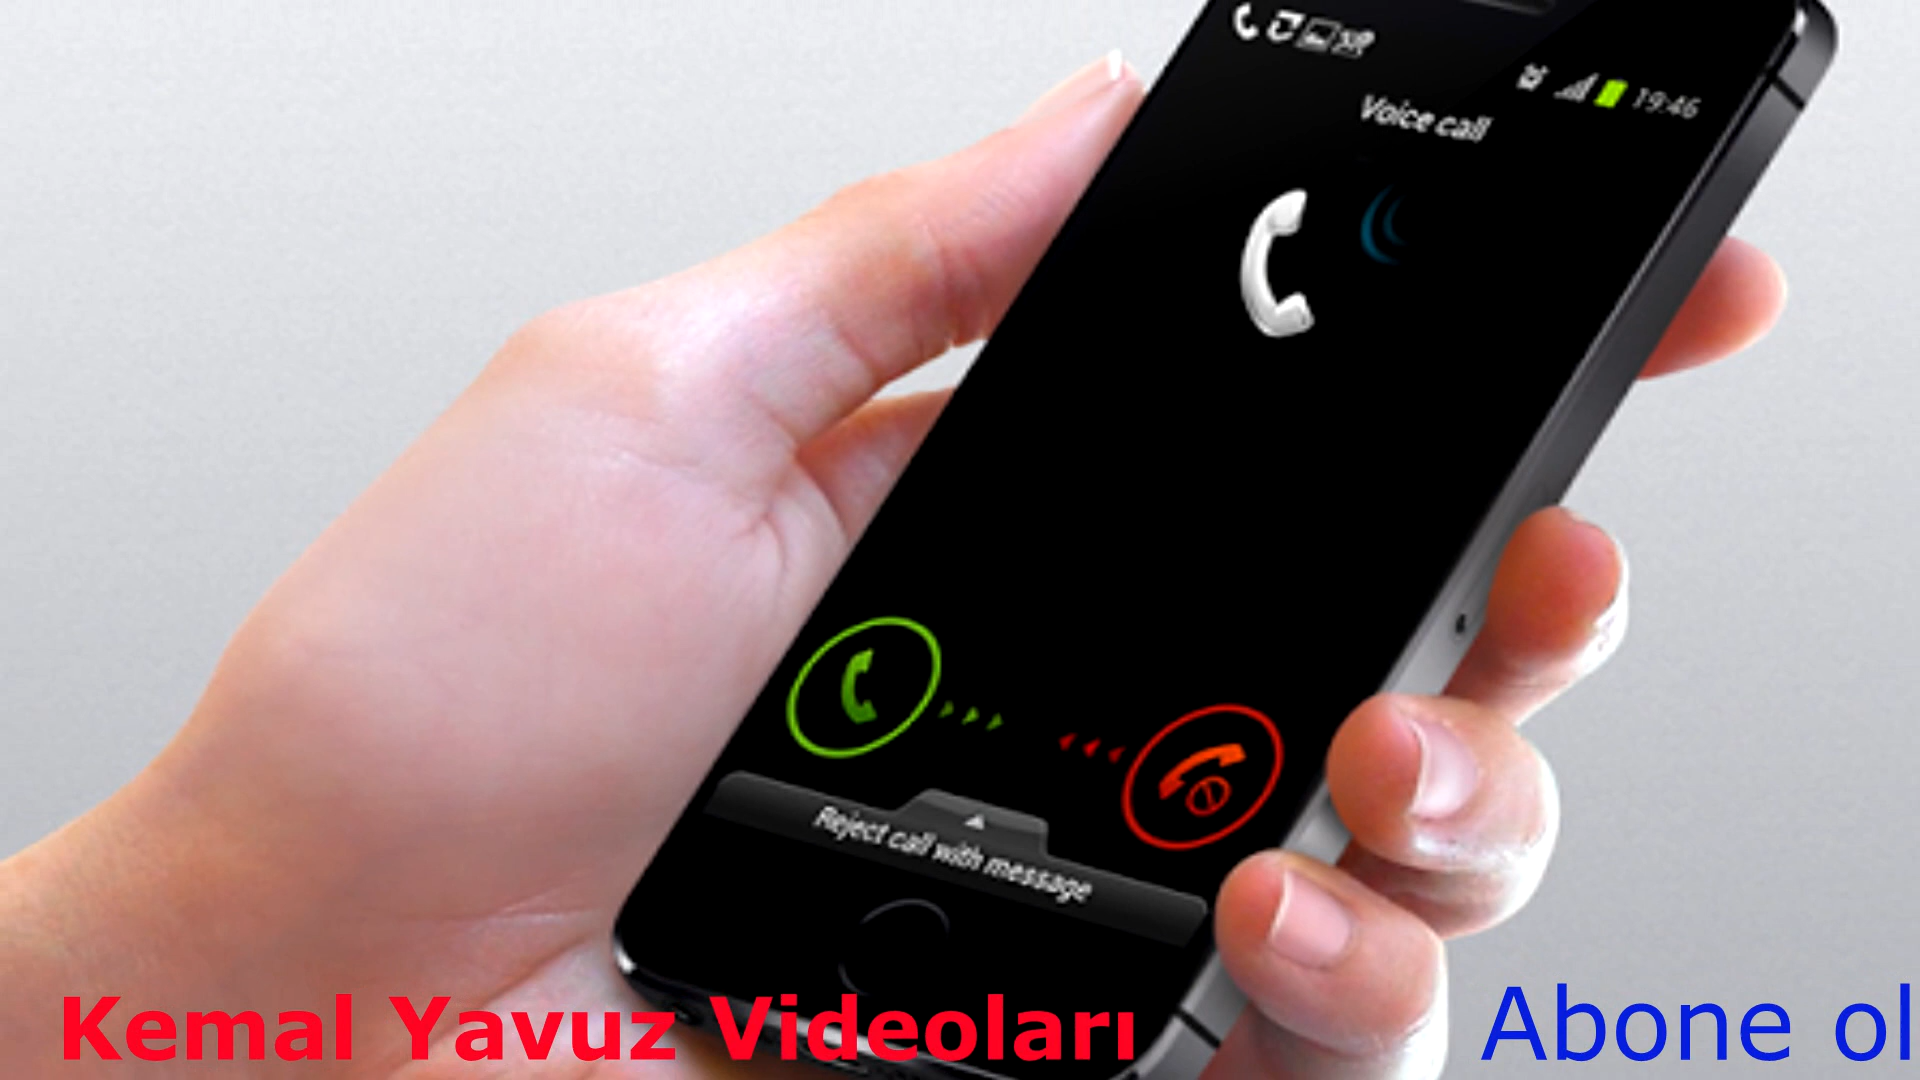 19:46
Voice call
Reject call with message
Kemal Yavuz Videoları
Abone ol